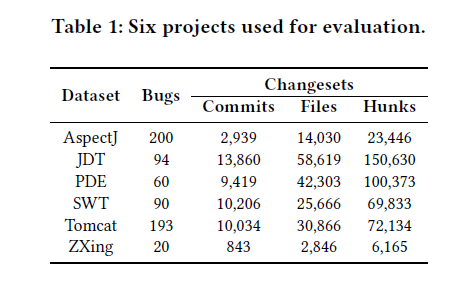 Table 1: Six projects used for evaluation.
Changesets
Dataset Bugs
Commits Files Hunks
AspectJ 200 2,939 14,030 23,446
JDT 94 13,860 58,619 150,630
PDE 60 9,419 42,303 100,373
SWT 90 10,206 25,666 69,833
Tomcat 193 10,034 30,866 72,134
ZXing 20 843 2,846 6,165